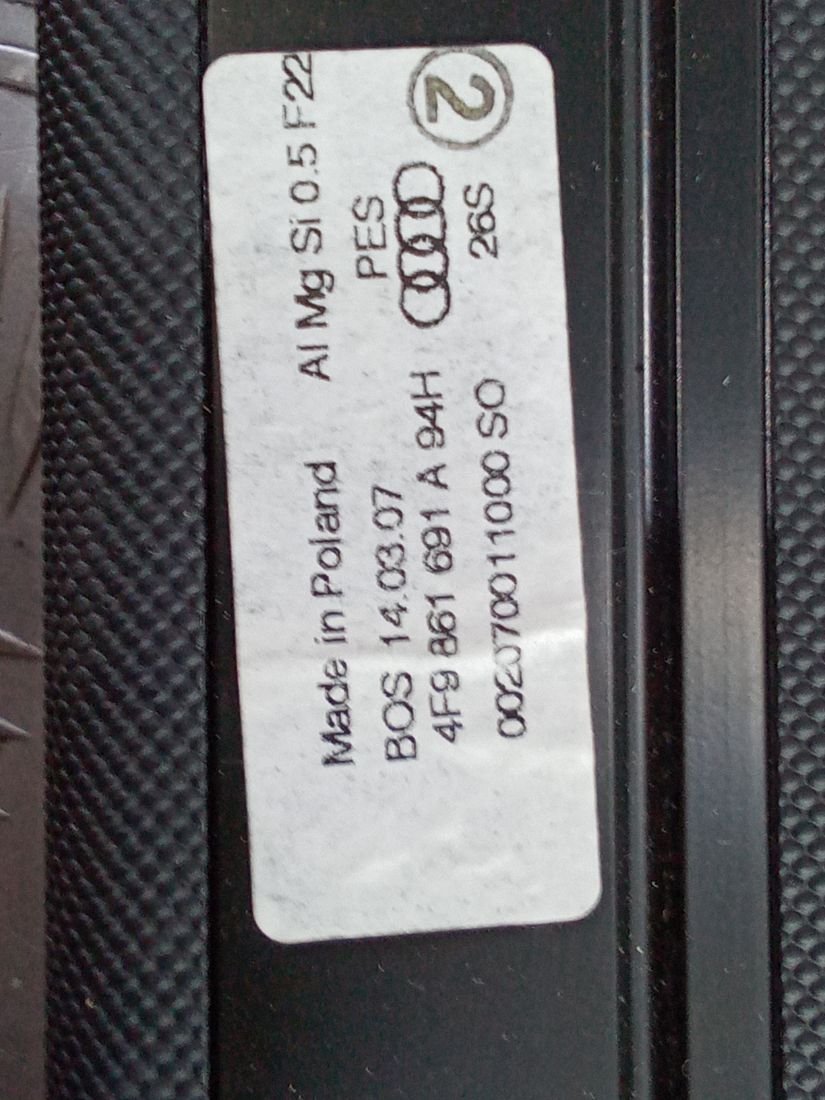 Made in Poland Al Mg Si 0.5 F22
BOS 14.03.07 PES
4F9 861 691 A 94H
0020070011000 SO 26S
2